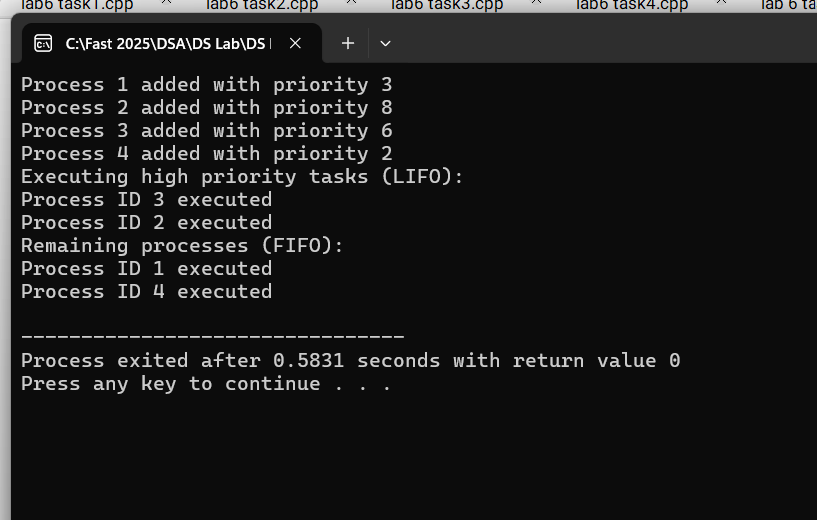 lab6 task1.cpp lab6 task2.cpp lab6 task3.cpp lab6 task4.cpp lab 6 ta
C:\Fast 2025\DSA\DS Lab\DS
Process 1 added with priority 3
Process 2 added with priority 8
Process 3 added with priority 6
Process 4 added with priority 2
Executing high priority tasks (LIFO):
Process ID 3 executed
Process ID 2 executed
Remaining processes (FIFO):
Process ID 1 executed
Process ID 4 executed
--------------------------------
Process exited after 0.5831 seconds with return value 0
Press any key to continue . . .